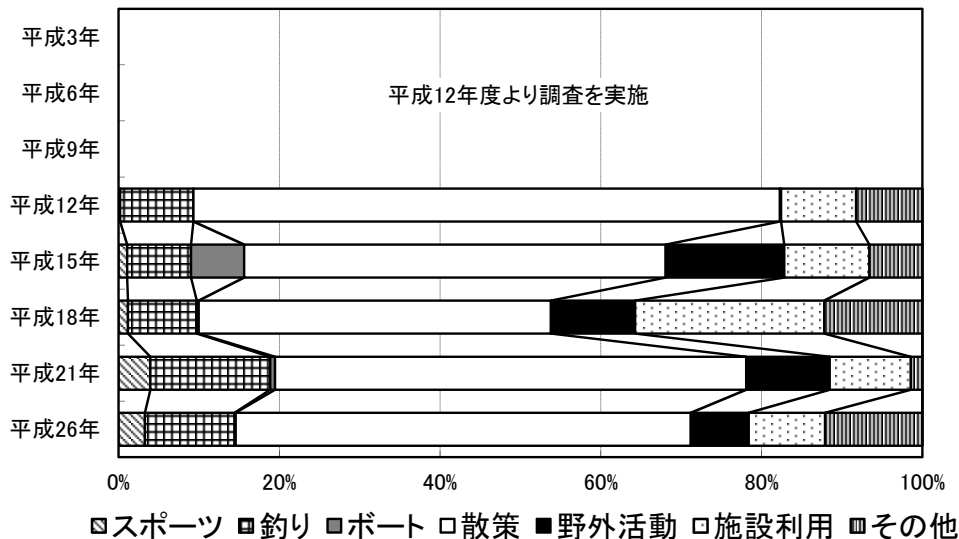 平成3年
平成6年
平成12年度より調査を実施
平成9年
平成12年
平成15年
平成18年
平成21年
平成26年
0% 20% 40% 60% 80% 100%
スポーツ 釣り ボート 散策 野外活動 施設利用 その他